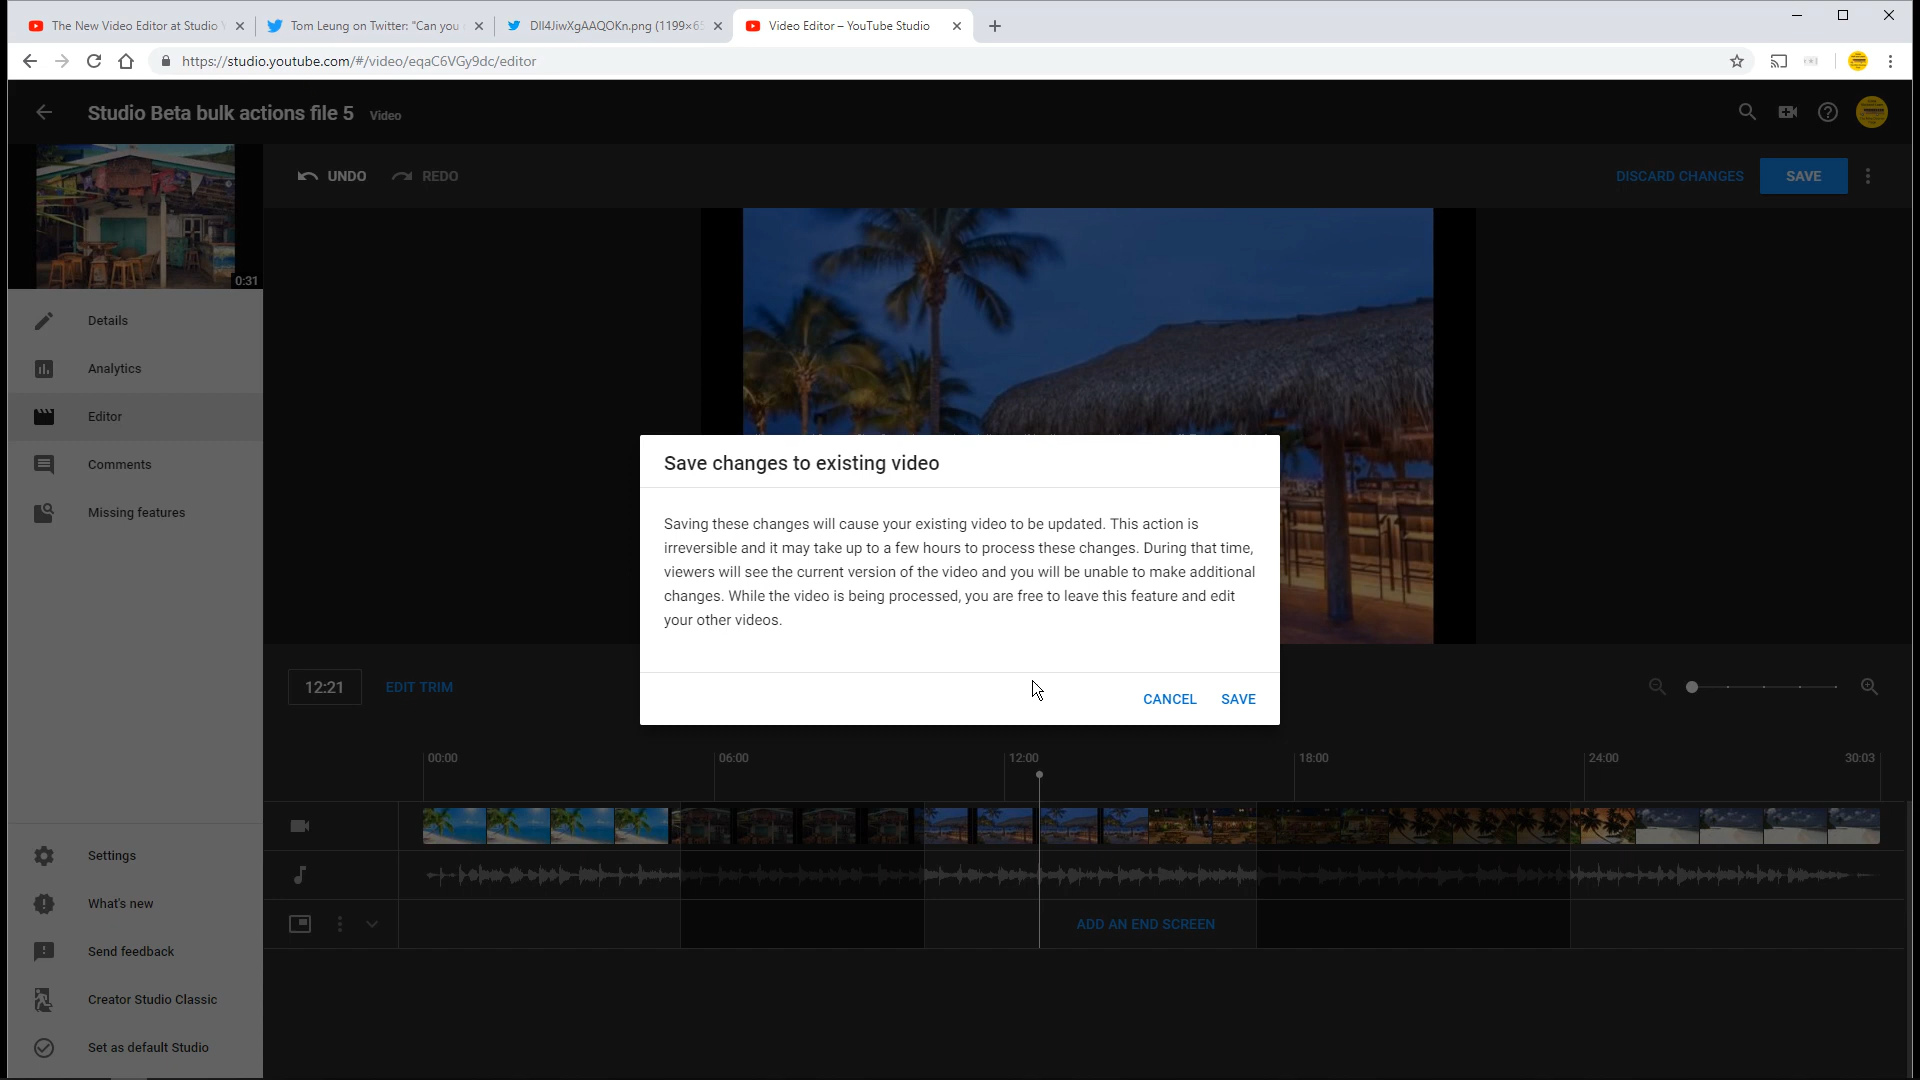 The New Video Editor at Studio
Tom Leung on Twitter: "Can you
DII4JiwXgAAQOKn.png (1199×65
Video Editor – YouTube Studio
https://studio.youtube.com/#/video/eqaC6VGy9dc/editor
Studio Beta bulk actions file 5 Video
UNDO REDO DISCARD CHANGES SAVE
0:31
Details
Analytics
Editor
Comments
Missing features
Save changes to existing video
Saving these changes will cause your existing video to be updated. This action is
irreversible and it may take up to a few hours to process these changes. During that time,
viewers will see the current version of the video and you will be unable to make additional
changes. While the video is being processed, you are free to leave this feature and edit
your other videos.
CANCEL SAVE
12:21 EDIT TRIM
00:00 06:00 12:00 18:00 24:00 30:03
ADD AN END SCREEN
Settings
What's new
Send feedback
Creator Studio Classic
Set as default Studio